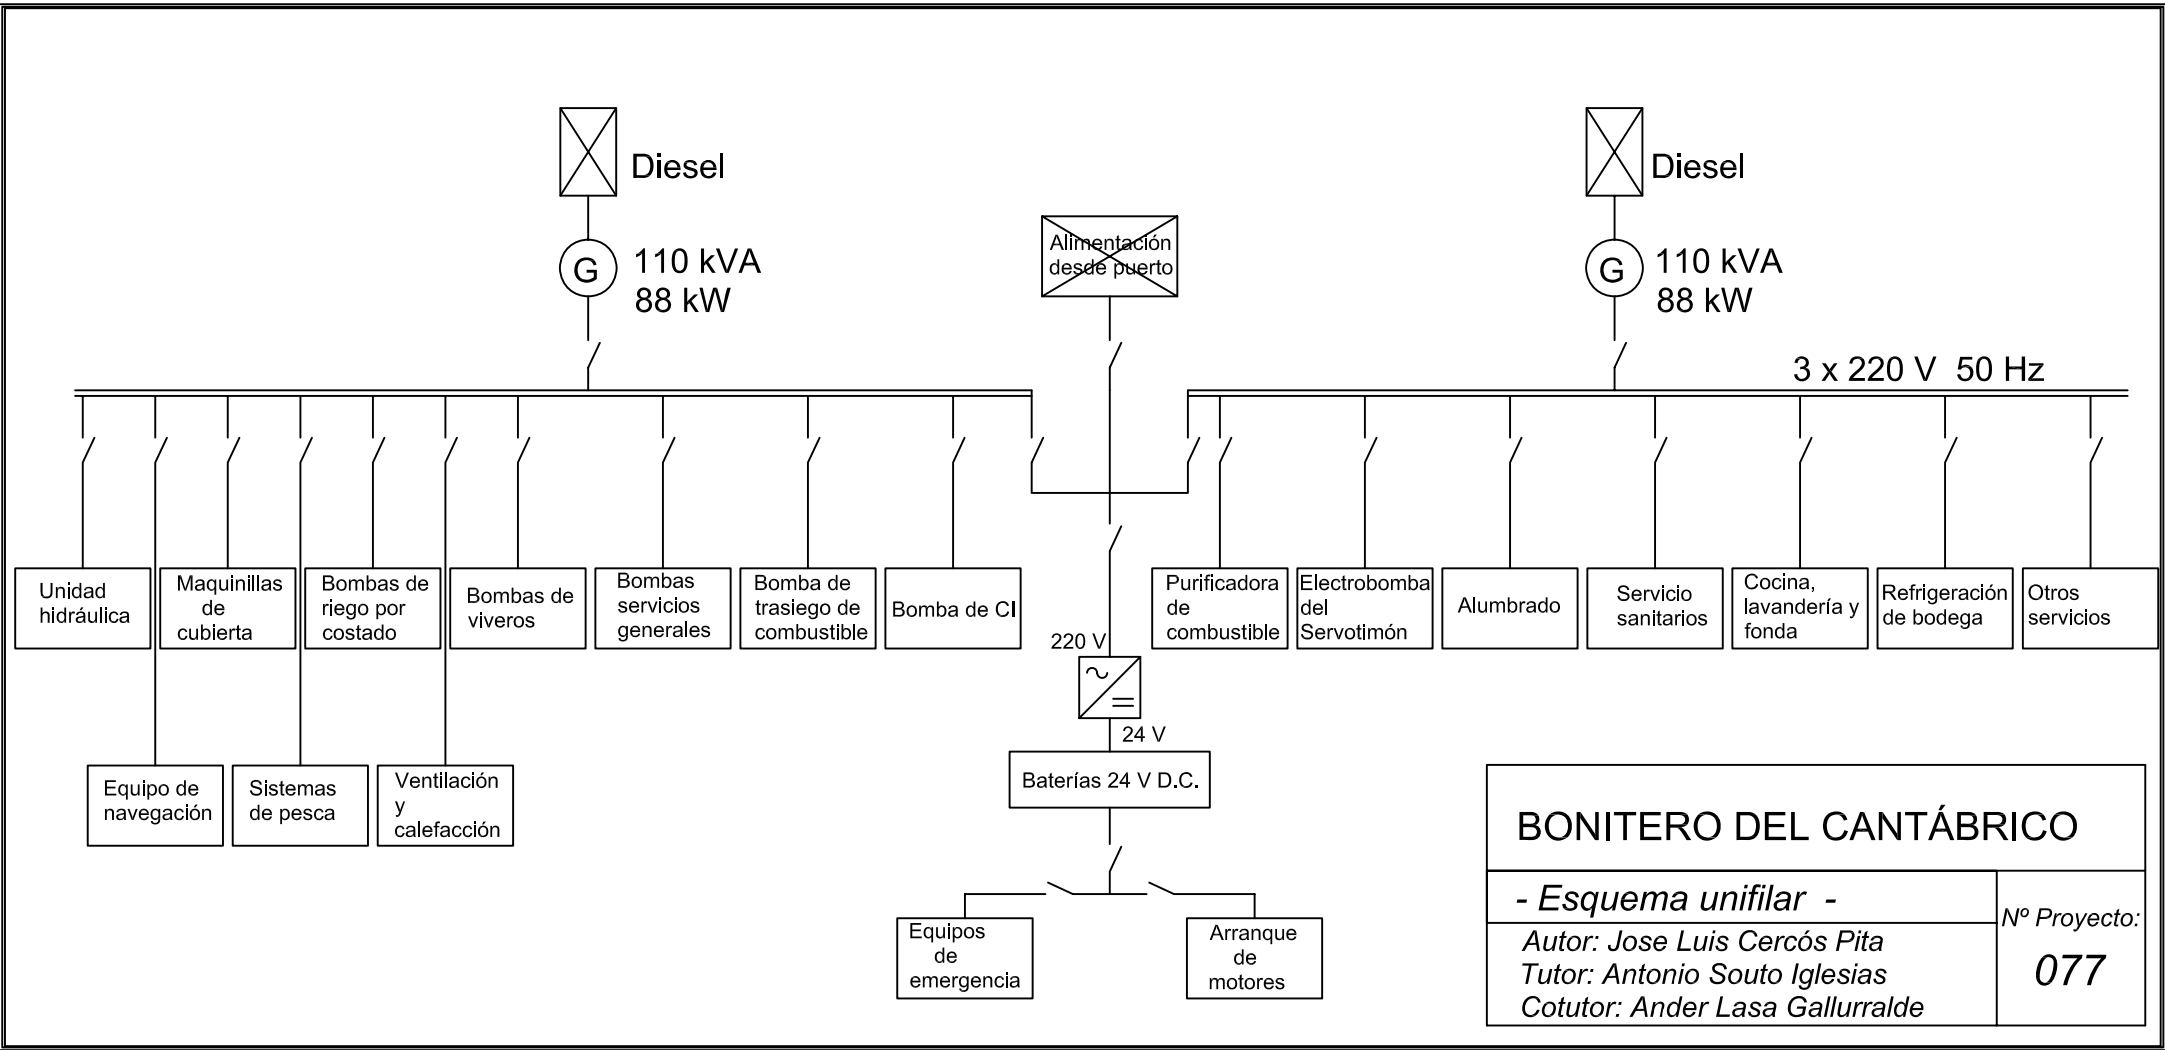 Diesel
Diesel
Alimentación
desde puerto
G
110 kVA
88 kW
G
110 kVA
88 kW
3 x 220 V 50 Hz
Unidad
hidráulica
Maquinillas
de
cubierta
Bombas de
riego por
costado
Bombas de
viveros
Bombas
servicios
generales
Bomba de
trasiego de
combustible
Bomba de CI
Purificadora
de
combustible
Electrobomba
del
Servotimón
Alumbrado
Servicio
sanitarios
Cocina,
lavandería y
fonda
Refrigeración
de bodega
Otros
servicios
220 V
24 V
Baterías 24 V D.C.
Equipo de
navegación
Sistemas
de pesca
Ventilación
y
calefacción
Equipos
de
emergencia
Arranque
de
motores
BONITERO DEL CANTÁBRICO
- Esquema unifilar -
Autor: Jose Luis Cercós Pita
Tutor: Antonio Souto Iglesias
Cotutor: Ander Lasa Gallurralde
Nº Proyecto:
077